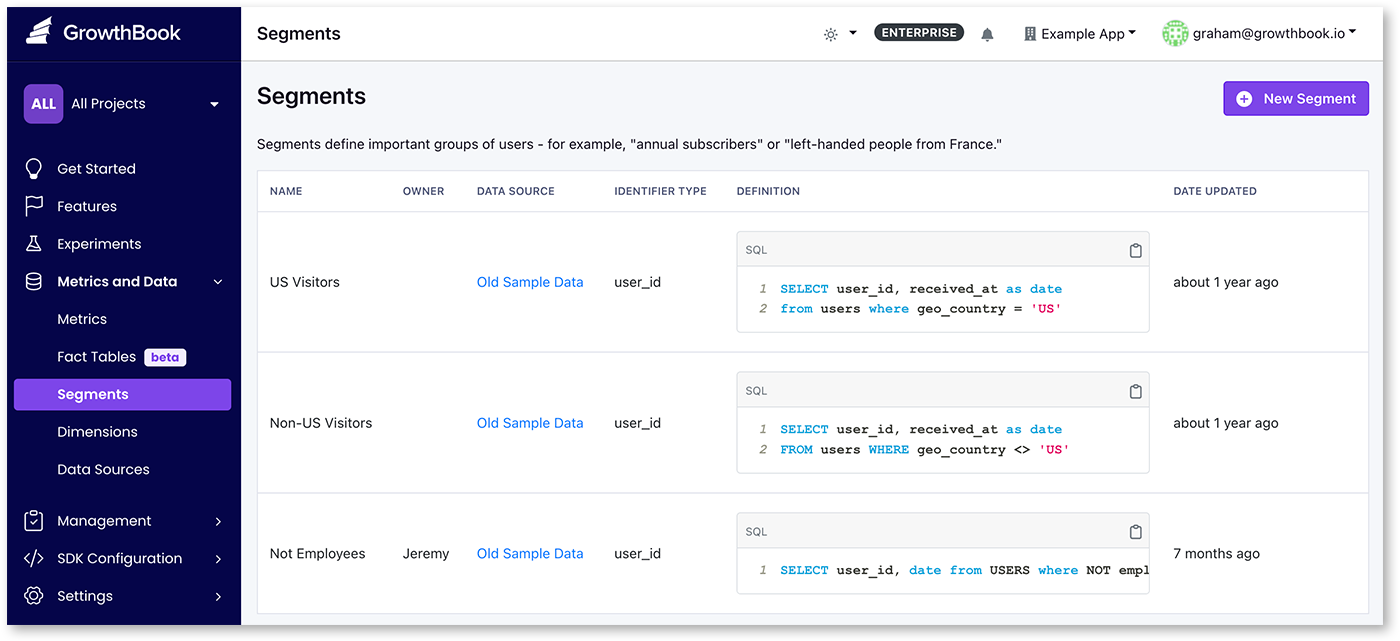 GrowthBook
Segments
ENTERPRISE
Example App
graham@growthbook.io
ALL
All Projects
Get Started
Features
Experiments
Metrics and Data
Metrics
Fact Tables beta
Segments
Dimensions
Data Sources
Management
SDK Configuration
Settings
Segments
New Segment
Segments define important groups of users - for example, "annual subscribers" or "left-handed people from France."
NAME OWNER DATA SOURCE IDENTIFIER TYPE DEFINITION DATE UPDATED
US Visitors Old Sample Data user_id
SQL
1 SELECT user_id, received_at as date
2 from users where geo_country = 'US'
about 1 year ago
Non-US Visitors Old Sample Data user_id
SQL
1 SELECT user_id, received_at as date
2 FROM users WHERE geo_country <> 'US'
about 1 year ago
Not Employees Jeremy Old Sample Data user_id
SQL
1 SELECT user_id, date from USERS where NOT empl
7 months ago